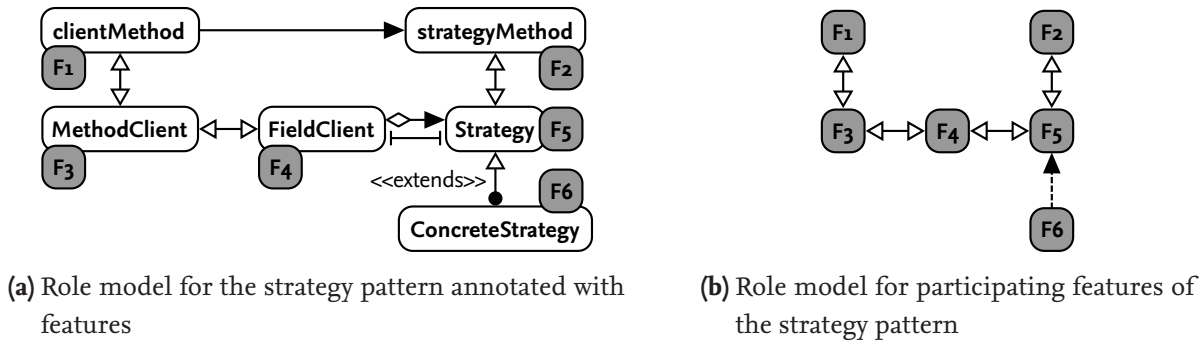 clientMethod
strategyMethod
F1
F2
MethodClient
FieldClient
Strategy
F5
F3
F4
<<extends>>
F6
ConcreteStrategy
(a) Role model for the strategy pattern annotated with
features
F1
F2
F3
F4
F5
F6
(b) Role model for participating features of
the strategy pattern